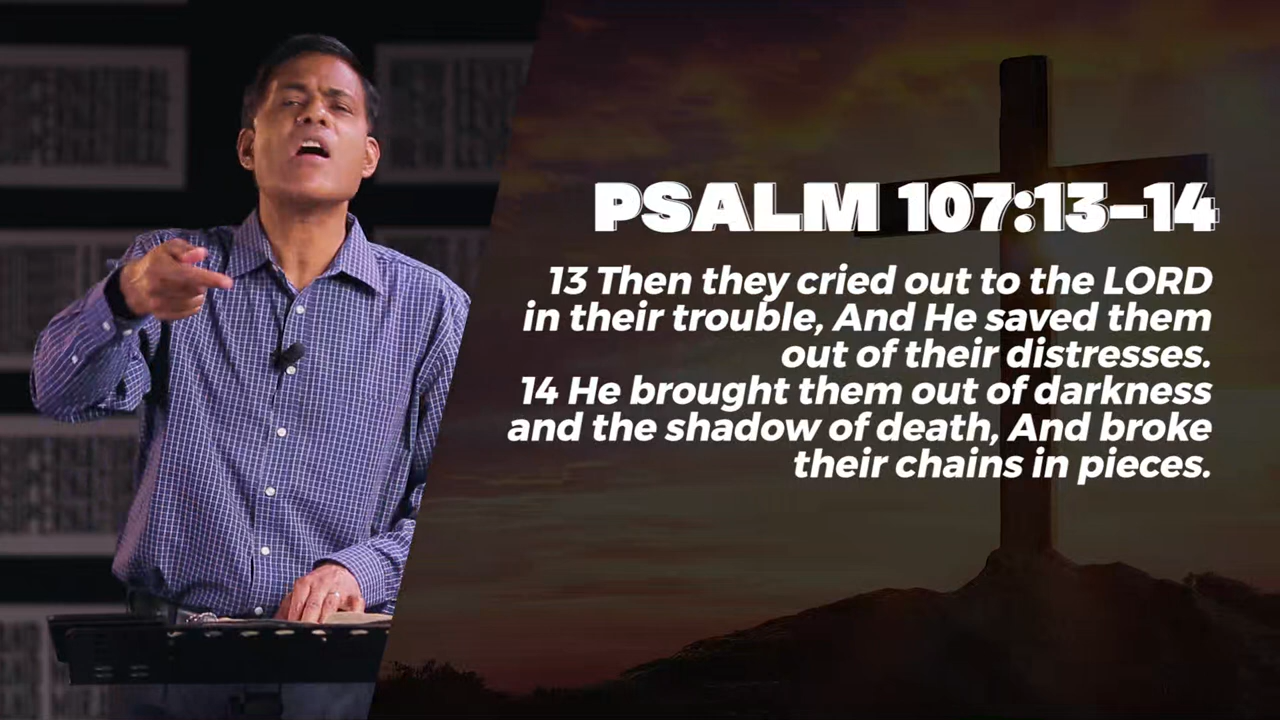 PSALM 107:13–14
13 Then they cried out to the LORD
in their trouble, And He saved them
out of their distresses.
14 He brought them out of darkness
and the shadow of death, And broke
their chains in pieces.